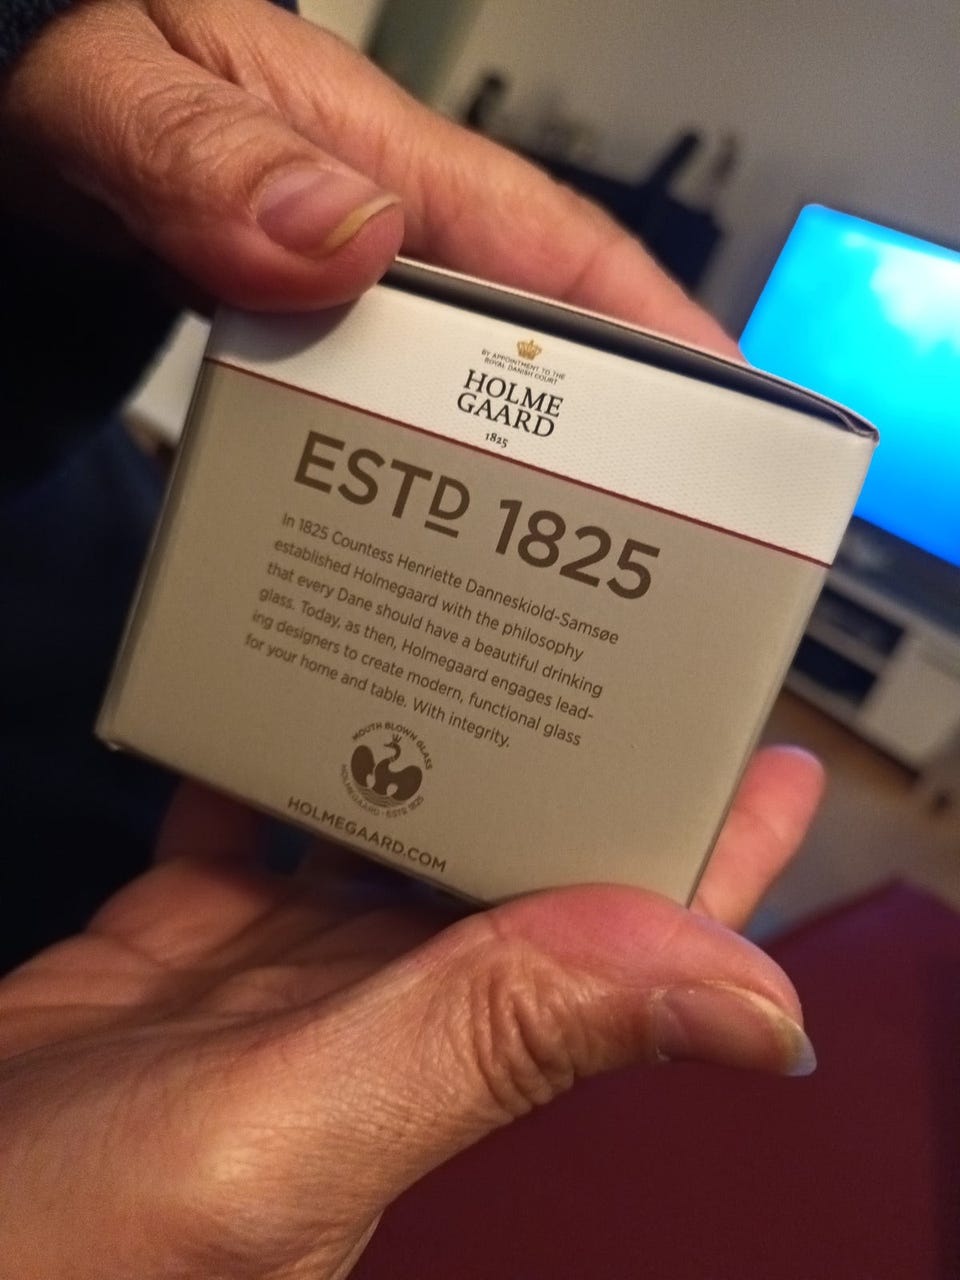 BY APPOINTMENT TO THE
ROYAL DANISH COURT
HOLME
GAARD
1825
ESTD 1825
In 1825 Countess Henriette Danneskiold-Samsøe
established Holmegaard with the philosophy
that every Dane should have a beautiful drinking
glass. Today, as then, Holmegaard engages lead-
ing designers to create modern, functional glass
for your home and table. With integrity.
MOUTH BLOWN GLASS
HOLMEGAARD · ESTD 1825
HOLMEGAARD.COM